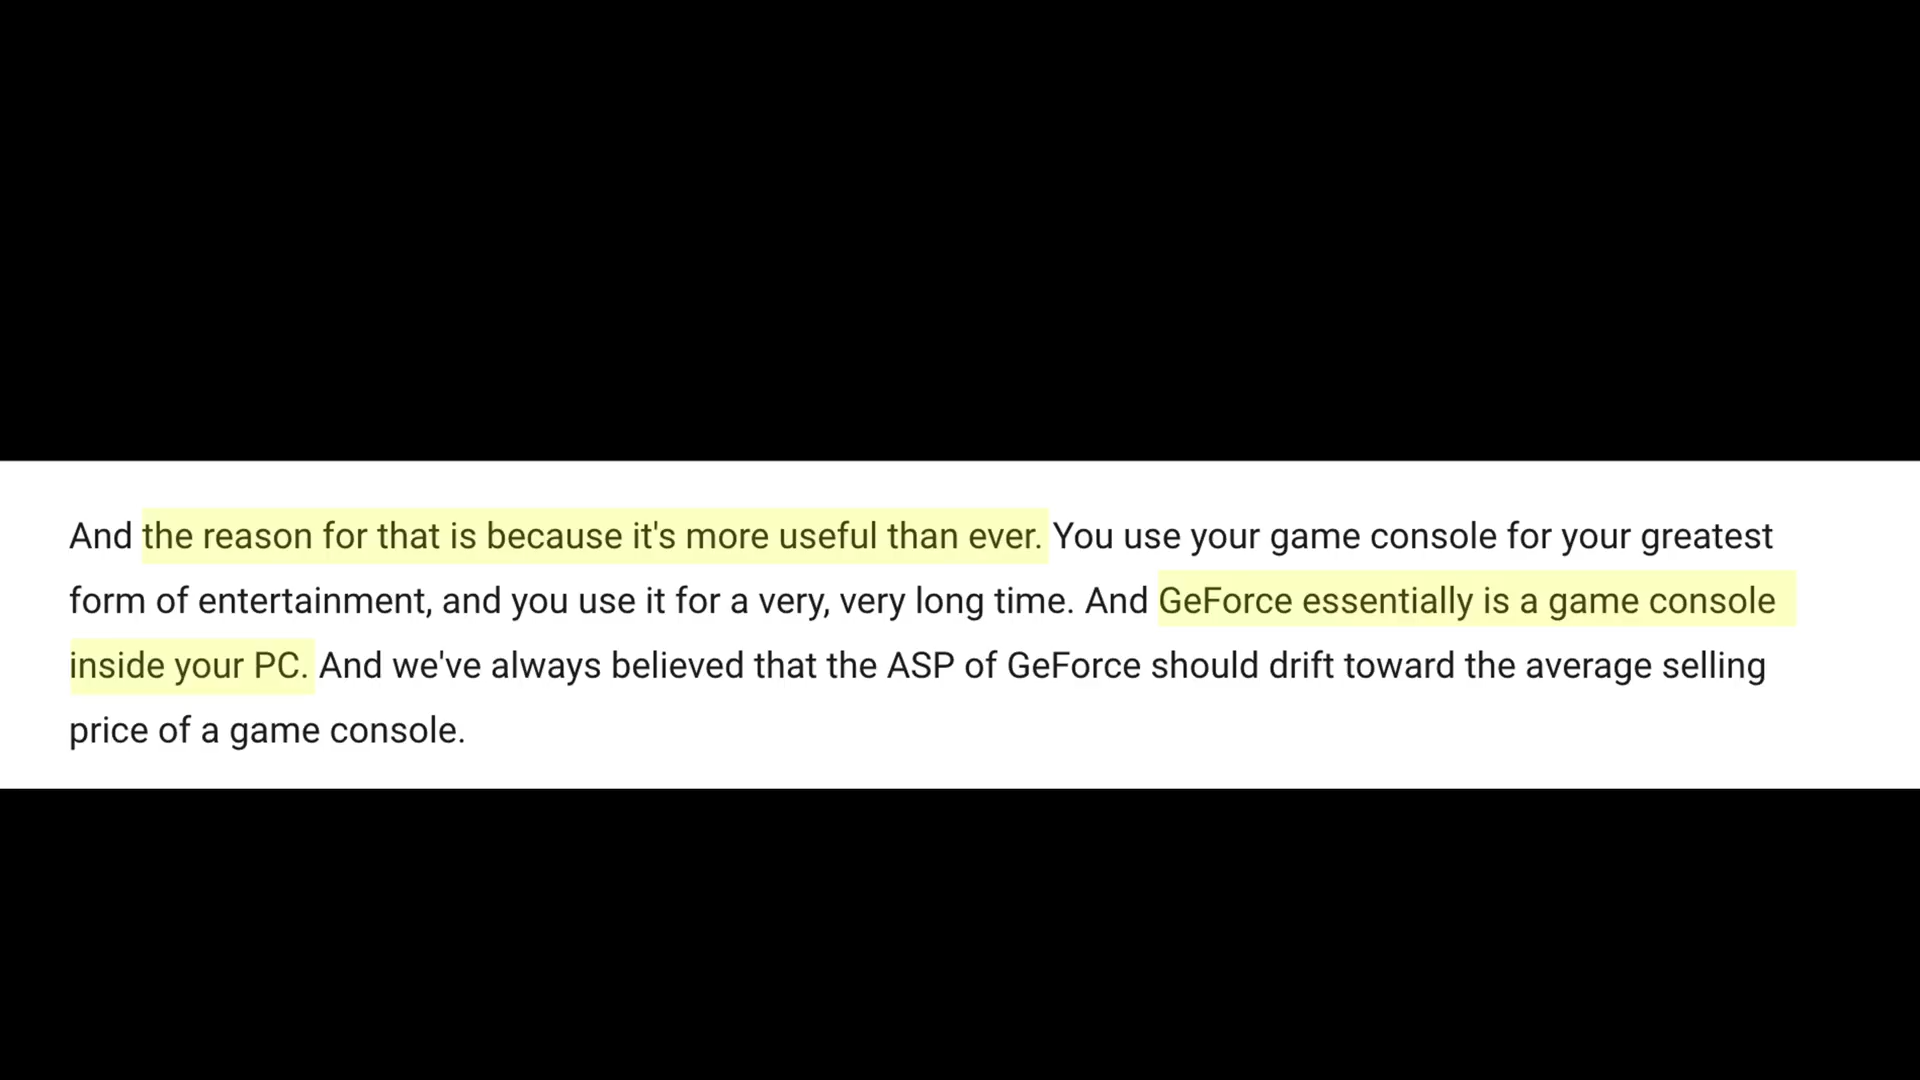 And the reason for that is because it's more useful than ever. You use your game console for your greatest
form of entertainment, and you use it for a very, very long time. And GeForce essentially is a game console
inside your PC. And we've always believed that the ASP of GeForce should drift toward the average selling
price of a game console.